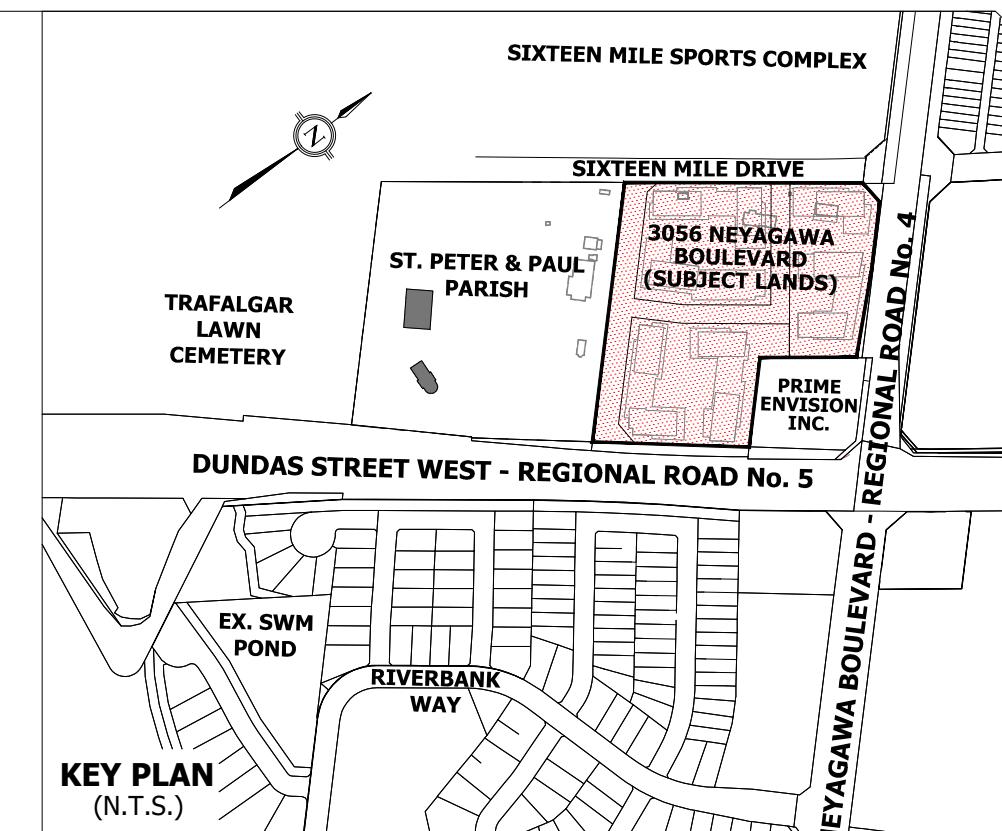 SIXTEEN MILE SPORTS COMPLEX
N
SIXTEEN MILE DRIVE
3056 NEYAGAWA
BOULEVARD
(SUBJECT LANDS)
ST. PETER & PAUL
PARISH
TRAFALGAR
LAWN
CEMETERY
PRIME
ENVISION
INC.
DUNDAS STREET WEST - REGIONAL ROAD No. 5
NEYAGAWA BOULEVARD - REGIONAL ROAD No. 4
EX. SWM
POND
RIVERBANK
WAY
KEY PLAN
(N.T.S.)